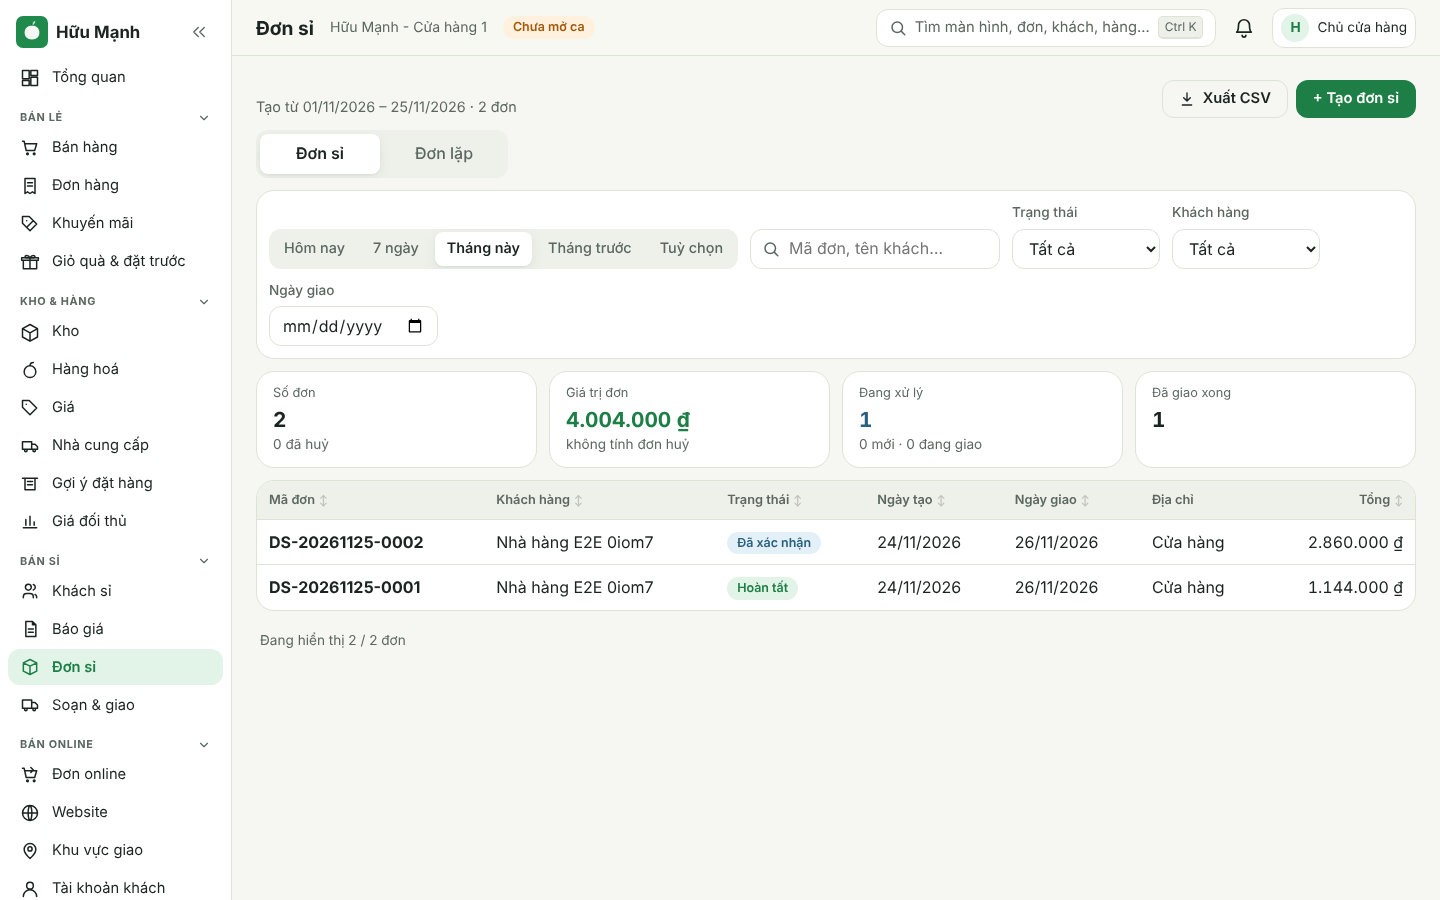 Hữu Mạnh
Tổng quan
BÁN LẺ
Bán hàng
Đơn hàng
Khuyến mãi
Giỏ quà & đặt trước
KHO & HÀNG
Kho
Hàng hoá
Giá
Nhà cung cấp
Gợi ý đặt hàng
Giá đối thủ
BÁN SỈ
Khách sỉ
Báo giá
Đơn sỉ
Soạn & giao
BÁN ONLINE
Đơn online
Website
Khu vực giao
Tài khoản khách
Đơn sỉ Hữu Mạnh - Cửa hàng 1 Chưa mở ca Tìm màn hình, đơn, khách, hàng... Ctrl K H Chủ cửa hàng
Tạo từ 01/11/2026 – 25/11/2026 · 2 đơn Xuất CSV + Tạo đơn sỉ
Đơn sỉ Đơn lặp
Trạng thái Khách hàng
Hôm nay 7 ngày Tháng này Tháng trước Tuỳ chọn Mã đơn, tên khách... Tất cả Tất cả
Ngày giao
mm/dd/yyyy
Số đơn Giá trị đơn Đang xử lý Đã giao xong
2 4.004.000 ₫ 1 1
0 đã huỷ không tính đơn huỷ 0 mới · 0 đang giao
Mã đơn Khách hàng Trạng thái Ngày tạo Ngày giao Địa chỉ Tổng
DS-20261125-0002 Nhà hàng E2E 0iom7 Đã xác nhận 24/11/2026 26/11/2026 Cửa hàng 2.860.000 ₫
DS-20261125-0001 Nhà hàng E2E 0iom7 Hoàn tất 24/11/2026 26/11/2026 Cửa hàng 1.144.000 ₫
Đang hiển thị 2 / 2 đơn